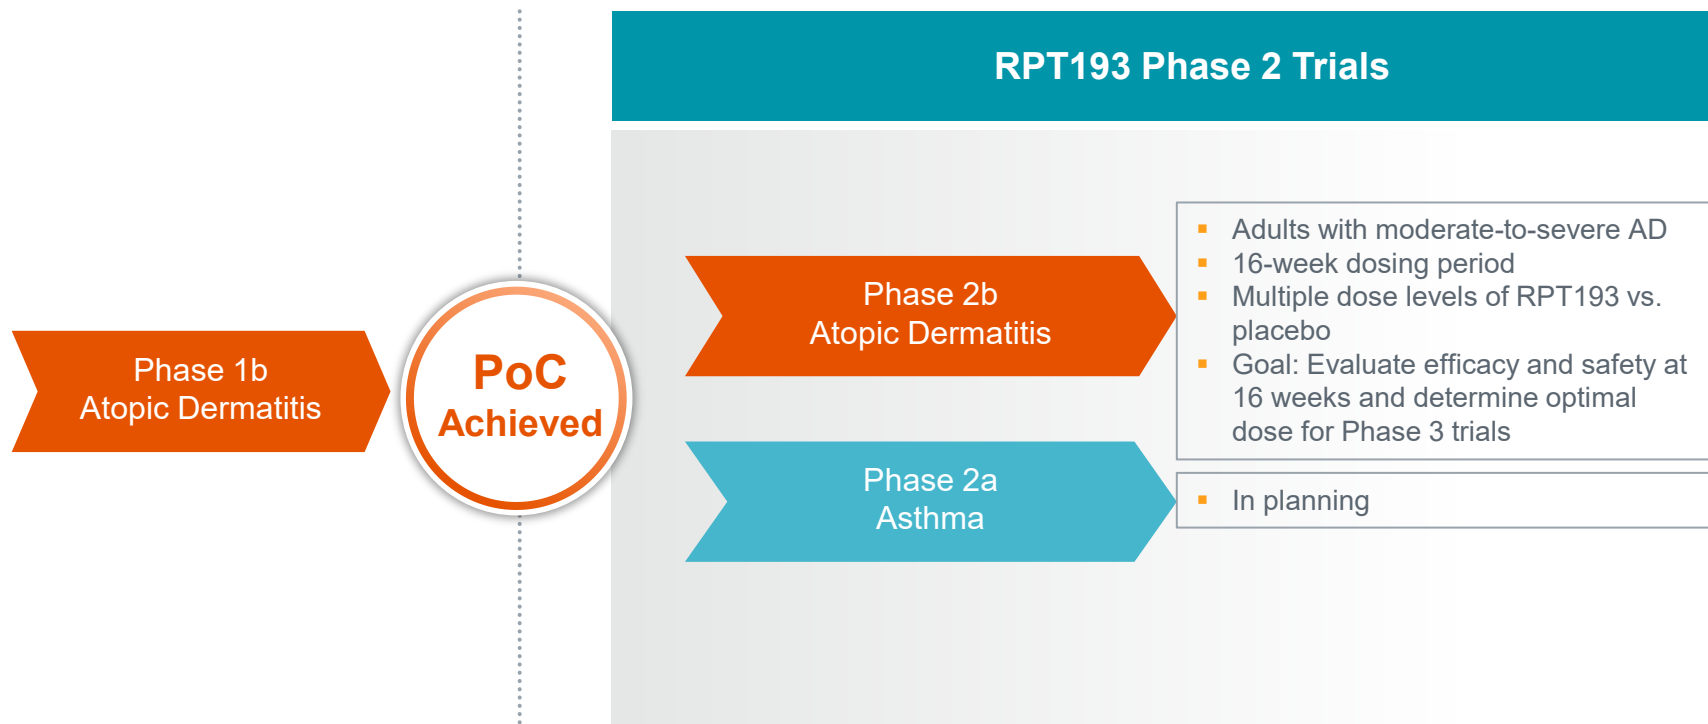 RPT193 Phase 2 Trials
Phase 1b
Atopic Dermatitis
PoC
Achieved
Phase 2b
Atopic Dermatitis
▪ Adults with moderate-to-severe AD
▪ 16-week dosing period
▪ Multiple dose levels of RPT193 vs.
placebo
▪ Goal: Evaluate efficacy and safety at
16 weeks and determine optimal
dose for Phase 3 trials
Phase 2a
Asthma
▪ In planning